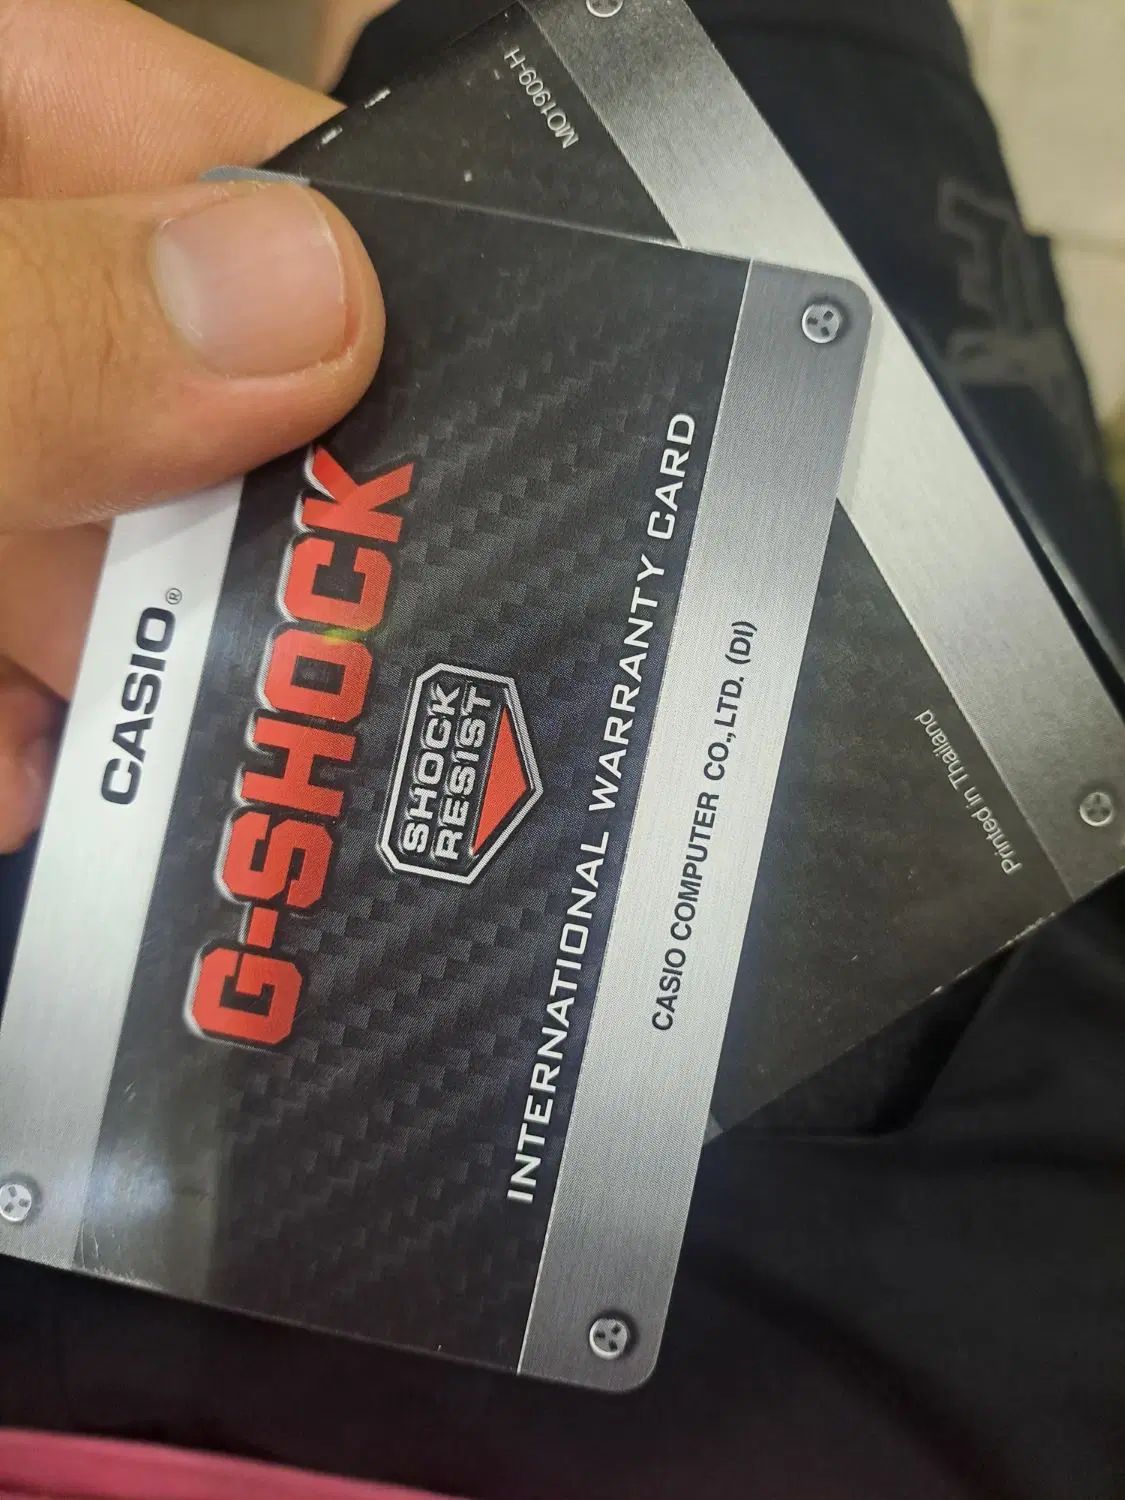 CASIO®
G-SHOCK
SHOCK
RESIST
INTERNATIONAL WARRANTY CARD
CASIO COMPUTER CO.,LTD. (DI)
MO1909-H
Printed in Thailand